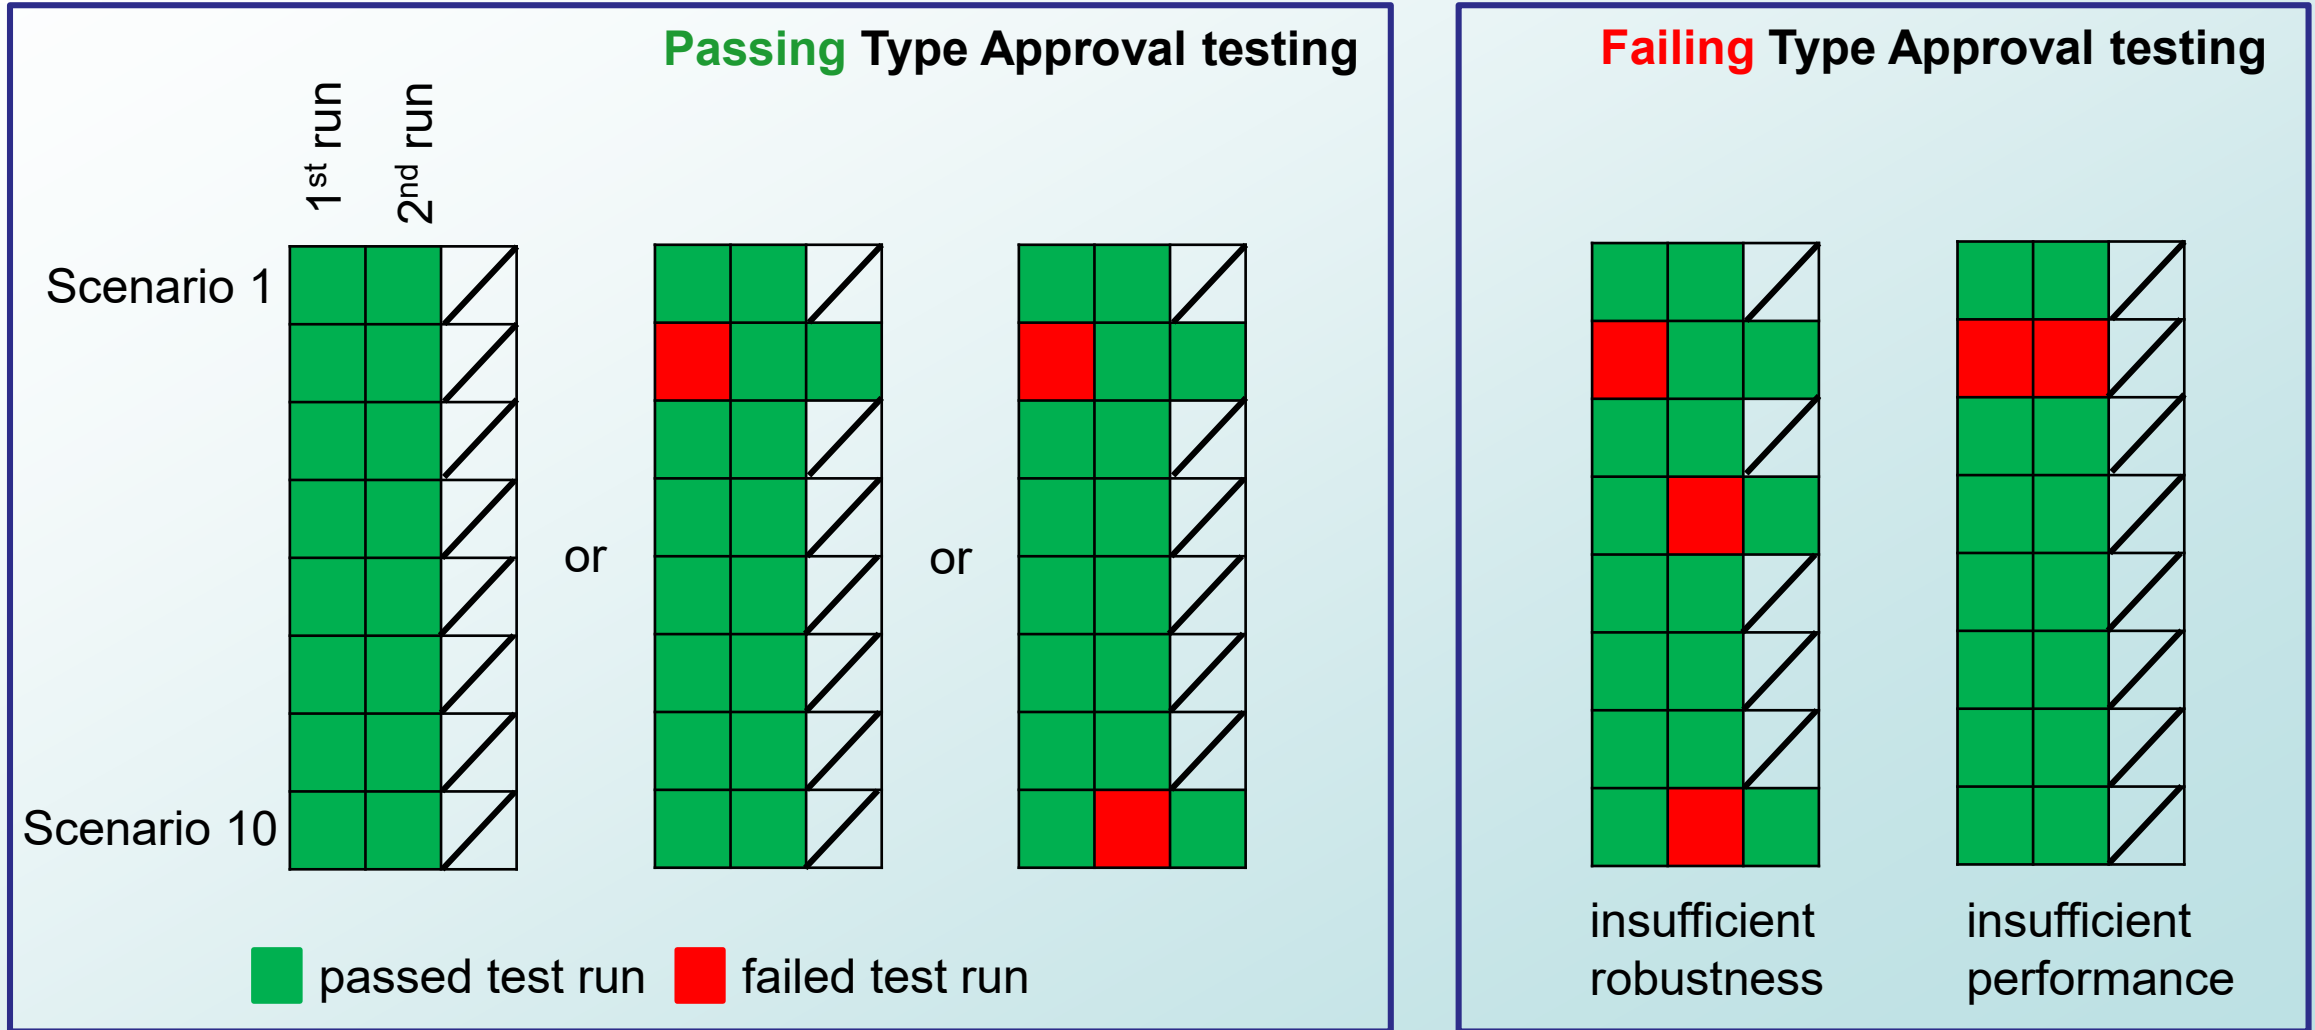 Passing Type Approval testing
1st run
2nd run
Scenario 1
or
or
Scenario 10
passed test run
failed test run
Failing Type Approval testing
insufficient
robustness
insufficient
performance